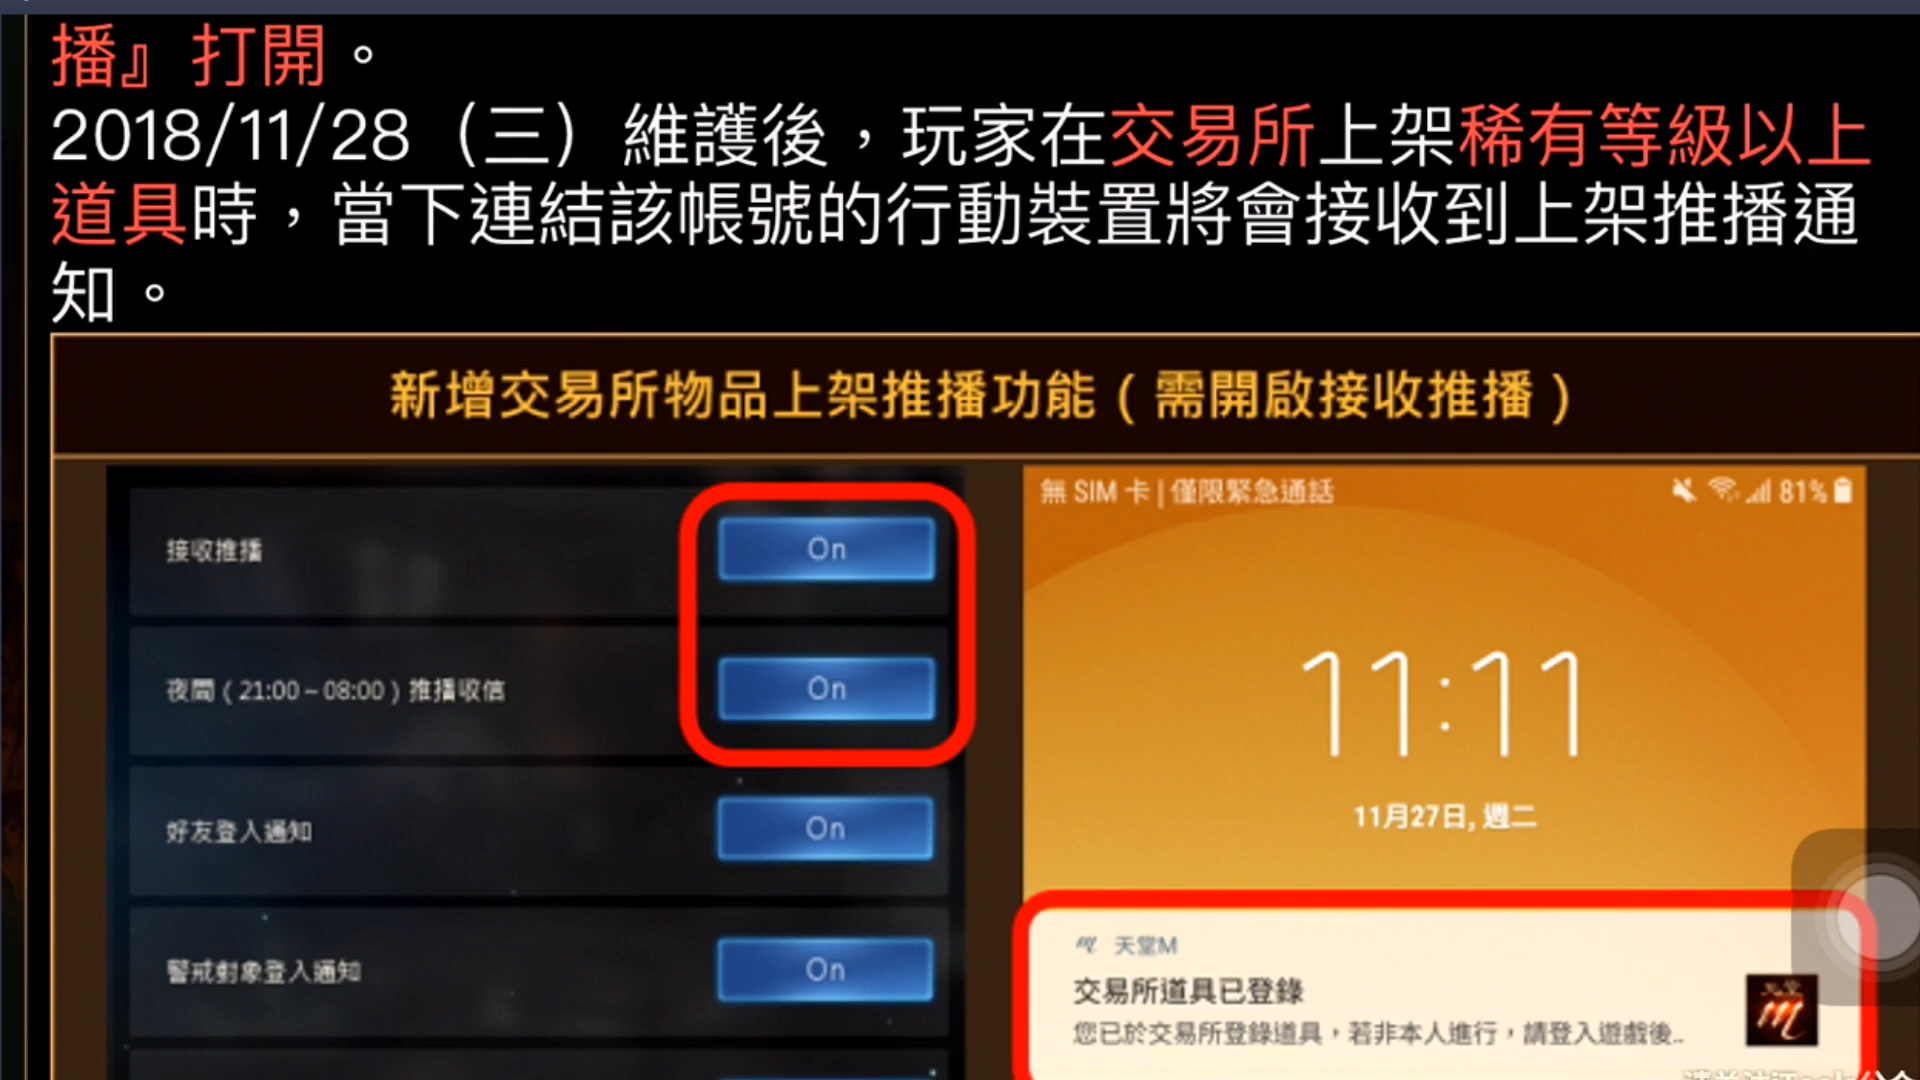 播』打開。
2018/11/28（三）維護後，玩家在交易所上架稀有等級以上
道具時，當下連結該帳號的行動裝置將會接收到上架推播通
知。
新增交易所物品上架推播功能（需開啟接收推播）
接收推播 On
夜間（21:00～08:00）推播收信 On
好友登入通知 On
警戒對象登入通知 On
無 SIM 卡 | 僅限緊急通話 81%
11:11
11月27日, 週二
天堂M
交易所道具已登錄
您已於交易所登錄道具，若非本人進行，請登入遊戲後..